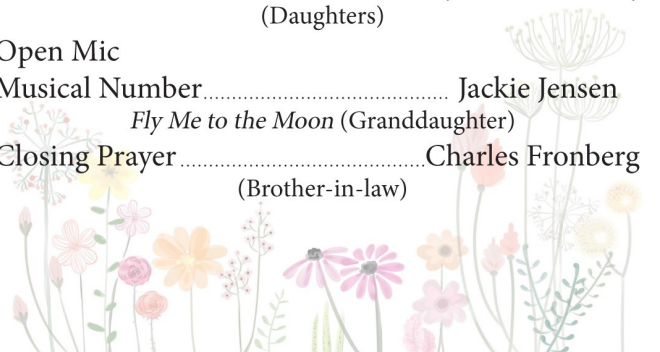 (Daughters)
Open Mic
Musical Number........................................... Jackie Jensen
Fly Me to the Moon (Granddaughter)
Closing Prayer ............................................Charles Fronberg
(Brother-in-law)